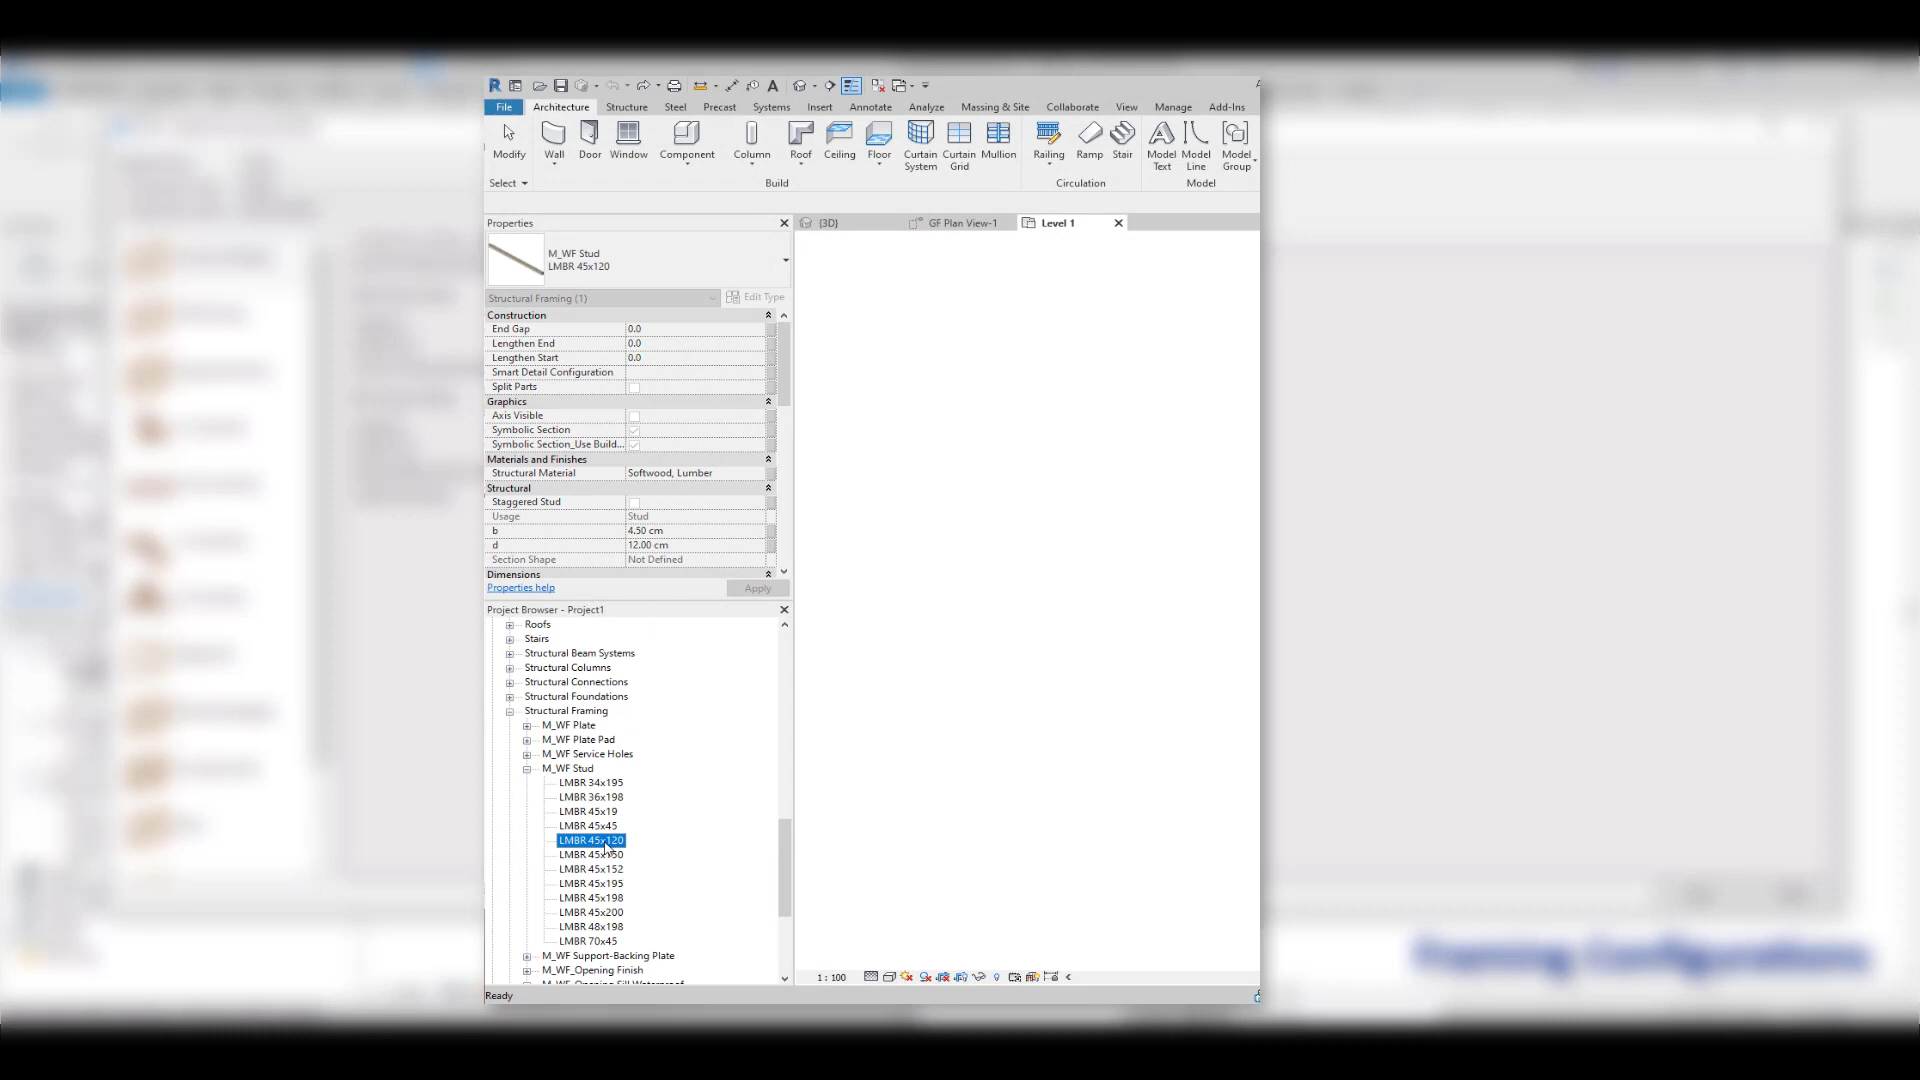 File Architecture Structure Steel Precast Systems Insert Annotate Analyze Massing & Site Collaborate View Manage Add-Ins
Modify Wall Door Window Component Column Roof Ceiling Floor Curtain System Curtain Grid Mullion Railing Ramp Stair Model Text Model Line Model Group
Select Build Circulation Model
Properties
{3D} GF Plan View-1 Level 1
M_WF Stud
LMBR 45x120
Structural Framing (1) Edit Type
Construction
End Gap 0.0
Lengthen End 0.0
Lengthen Start 0.0
Smart Detail Configuration
Split Parts
Graphics
Axis Visible
Symbolic Section
Symbolic Section_Use Build...
Materials and Finishes
Structural Material Softwood, Lumber
Structural
Staggered Stud
Usage Stud
b 4.50 cm
d 12.00 cm
Section Shape Not Defined
Dimensions
Properties help Apply
Project Browser - Project1
Roofs
Stairs
Structural Beam Systems
Structural Columns
Structural Connections
Structural Foundations
Structural Framing
M_WF Plate
M_WF Plate Pad
M_WF Service Holes
M_WF Stud
LMBR 34x195
LMBR 36x198
LMBR 45x19
LMBR 45x45
LMBR 45x120
LMBR 45x150
LMBR 45x152
LMBR 45x195
LMBR 45x198
LMBR 45x200
LMBR 48x198
LMBR 70x45
M_WF Support-Backing Plate
M_WF_Opening Finish
M_WF_Opening Sill Waterproof
1 : 100
Ready
Framing Configurations